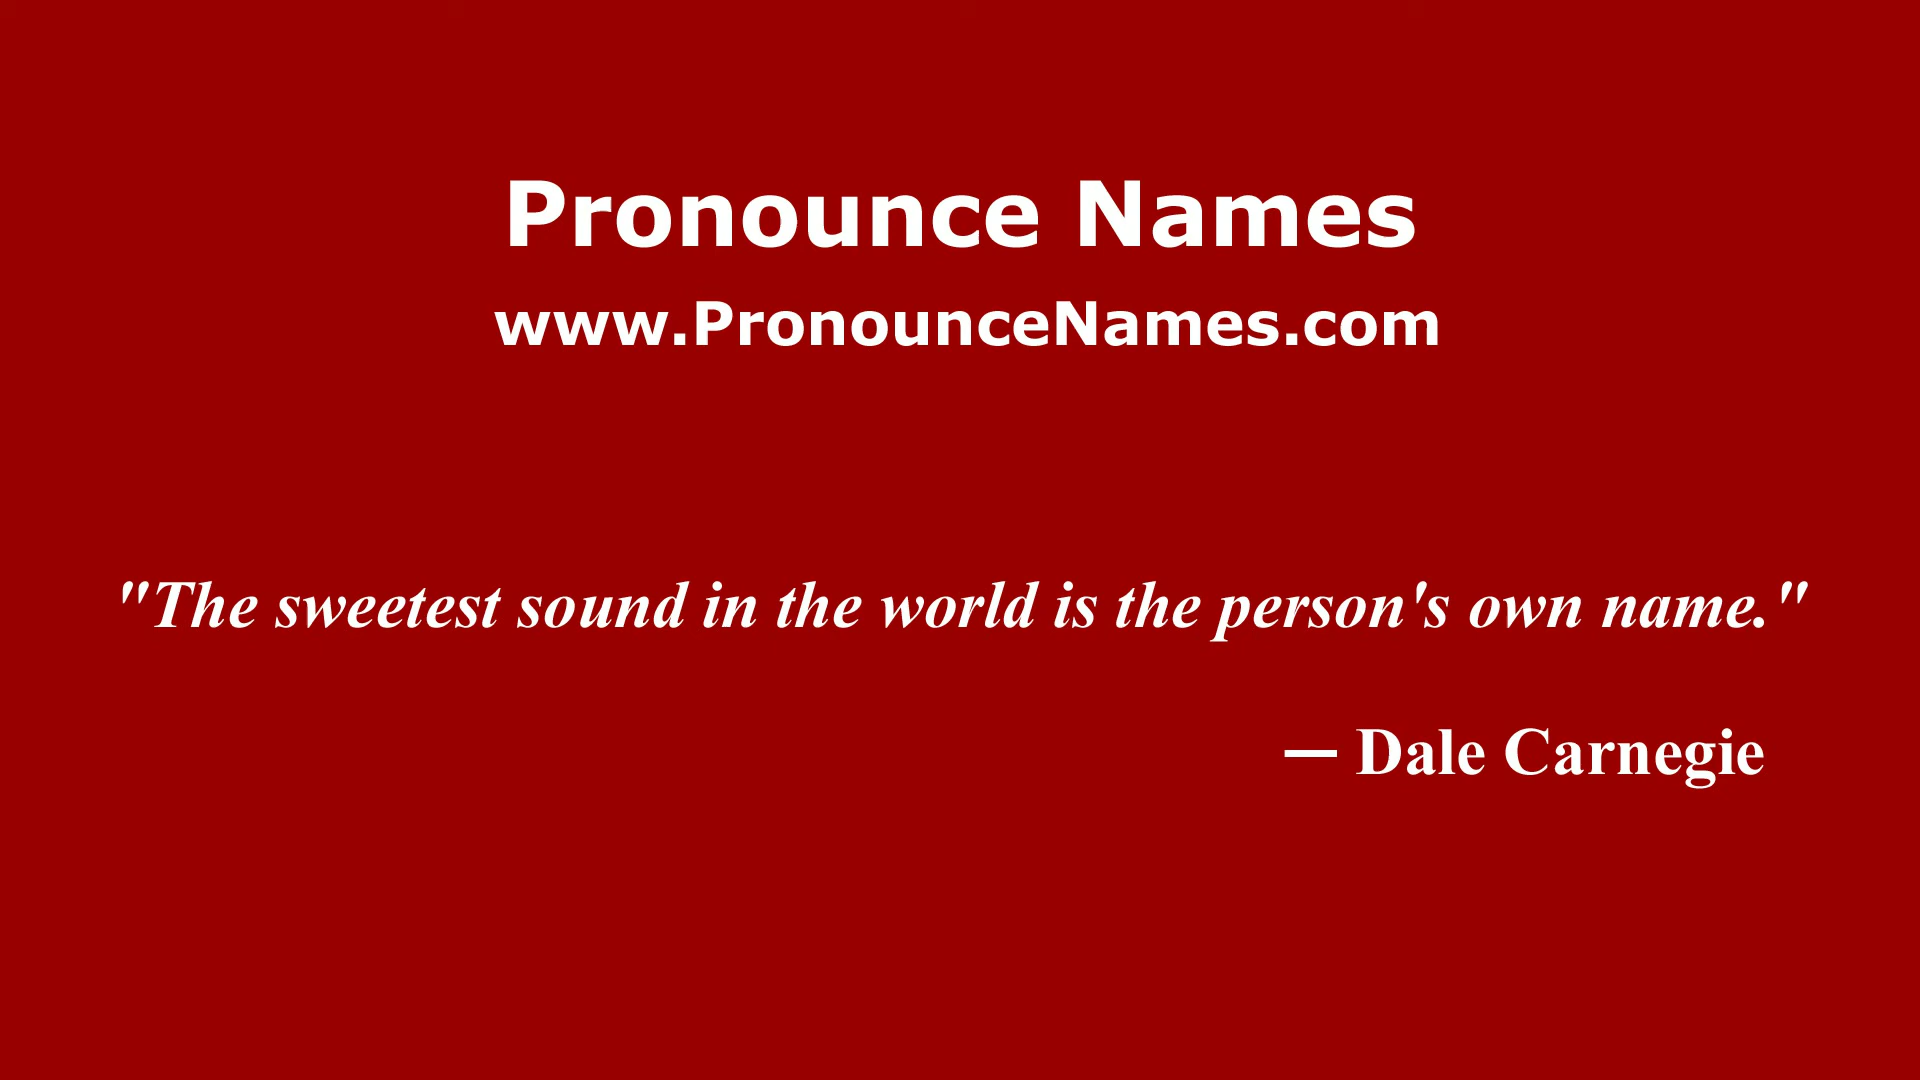 Pronounce Names
www.PronounceNames.com
"The sweetest sound in the world is the person's own name."
— Dale Carnegie